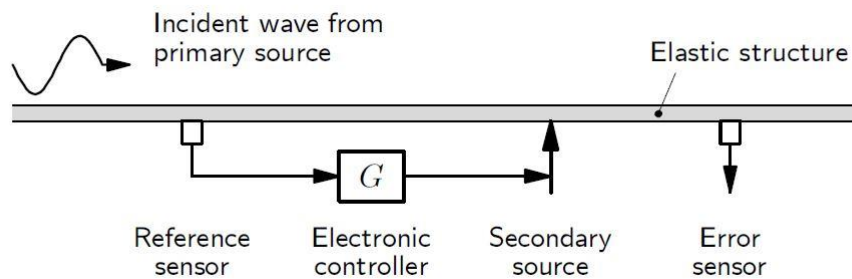 Incident wave from
primary source
Elastic structure
G
Reference
sensor
Electronic
controller
Secondary
source
Error
sensor